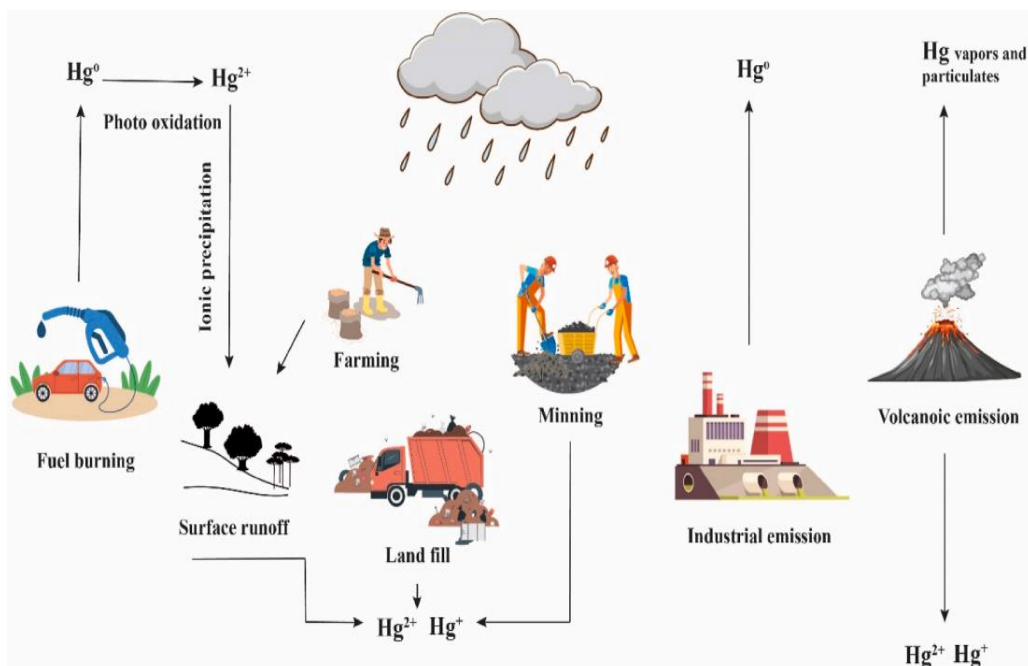 Hg⁰
Hg²⁺
Photo oxidation
Ionic precipitation
Fuel burning
Farming
Surface runoff
Land fill
Minning
Hg²⁺ Hg⁺
Hg⁰
Industrial emission
Hg vapors and
particulates
Volcanoic emission
Hg²⁺ Hg⁺